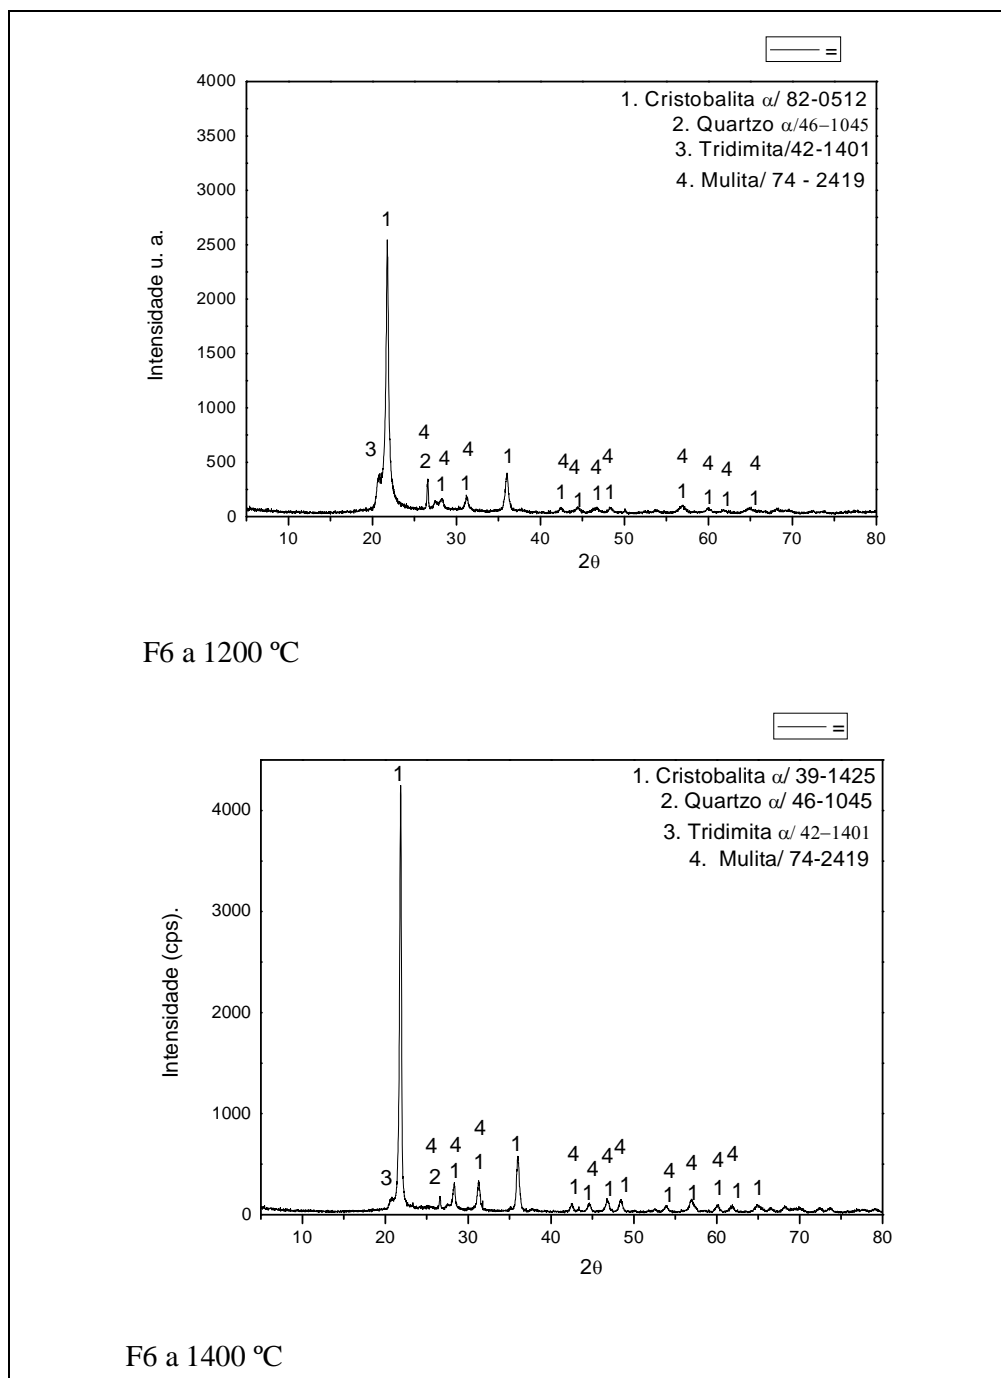 =
4000
3500
3000
2500
2000
1500
1000
500
0
Intensidade u. a.
1. Cristobalita α/ 82-0512
2. Quartzo α/46–1045
3. Tridimita/42-1401
4. Mulita/ 74 - 2419
1
3
4
2
4
1
4
1
1
4 4 4 4
1 1 1 1
4 4 4 4
1 1 1 1
10 20 30 40 50 60 70 80
2θ
F6 a 1200 ºC
=
4000
3000
2000
1000
0
Intensidade (cps).
1. Cristobalita α/ 39-1425
2. Quartzo α/ 46-1045
3. Tridimita α/ 42–1401
4. Mulita/ 74-2419
1
3
4
2
4
1
4
1
1
4 4 4 4
1 1 1 1
4 4 4 4
1 1 1 1 1
10 20 30 40 50 60 70 80
2θ
F6 a 1400 ºC